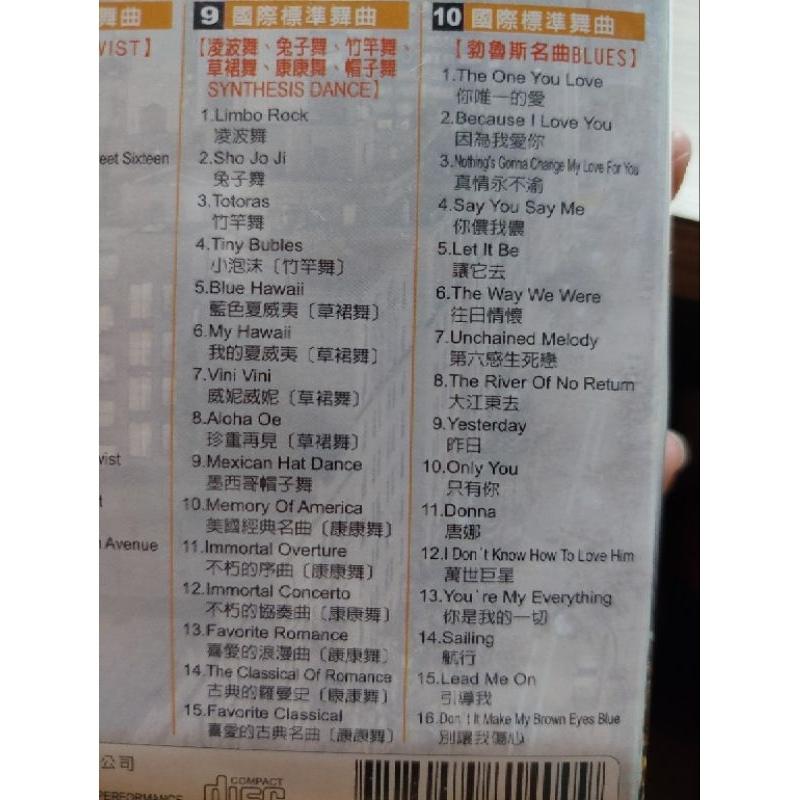 舞曲
VIST】
eet Sixteen
vist
t
n Avenue
9 國際標準舞曲
【凌波舞、兔子舞、竹竿舞、
草裙舞、康康舞、帽子舞
SYNTHESIS DANCE】
1.Limbo Rock
凌波舞
2.Sho Jo Ji
兔子舞
3.Totoras
竹竿舞
4.Tiny Bubles
小泡沫〔竹竿舞〕
5.Blue Hawaii
藍色夏威夷〔草裙舞〕
6.My Hawaii
我的夏威夷〔草裙舞〕
7.Vini Vini
威妮威妮〔草裙舞〕
8.Aloha Oe
珍重再見〔草裙舞〕
9.Mexican Hat Dance
墨西哥帽子舞
10.Memory Of America
美國經典名曲〔康康舞〕
11.Immortal Overture
不朽的序曲〔康康舞〕
12.Immortal Concerto
不朽的協奏曲〔康康舞〕
13.Favorite Romance
喜愛的浪漫曲〔康康舞〕
14.The Classical Of Romance
古典的羅曼史〔康康舞〕
15.Favorite Classical
喜愛的古典名曲〔康康舞〕
10 國際標準舞曲
【勃魯斯名曲BLUES】
1.The One You Love
你唯一的愛
2.Because I Love You
因為我愛你
3.Nothing's Gonna Change My Love For You
真情永不渝
4.Say You Say Me
你儂我儂
5.Let It Be
讓它去
6.The Way We Were
往日情懷
7.Unchained Melody
第六感生死戀
8.The River Of No Return
大江東去
9.Yesterday
昨日
10.Only You
只有你
11.Donna
唐娜
12.I Don't Know How To Love Him
萬世巨星
13.You're My Everything
你是我的一切
14.Sailing
航行
15.Lead Me On
引導我
16.Don't It Make My Brown Eyes Blue
別讓我傷心
公司
PERFORMANCE
COMPACT
disc